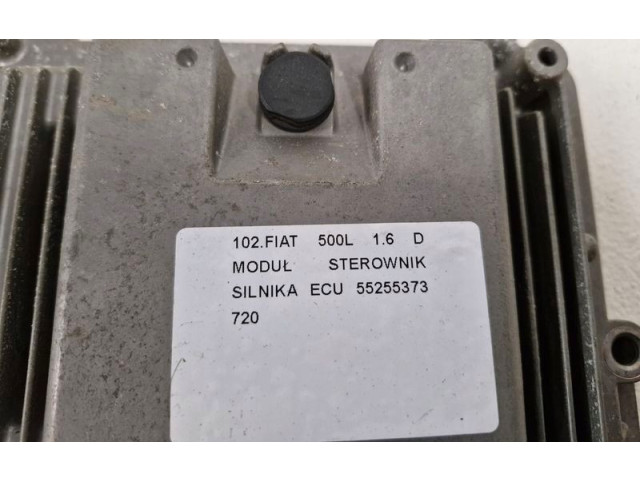 102.FIAT 500L 1.6 D
MODUŁ STEROWNIK
SILNIKA ECU 55255373
720